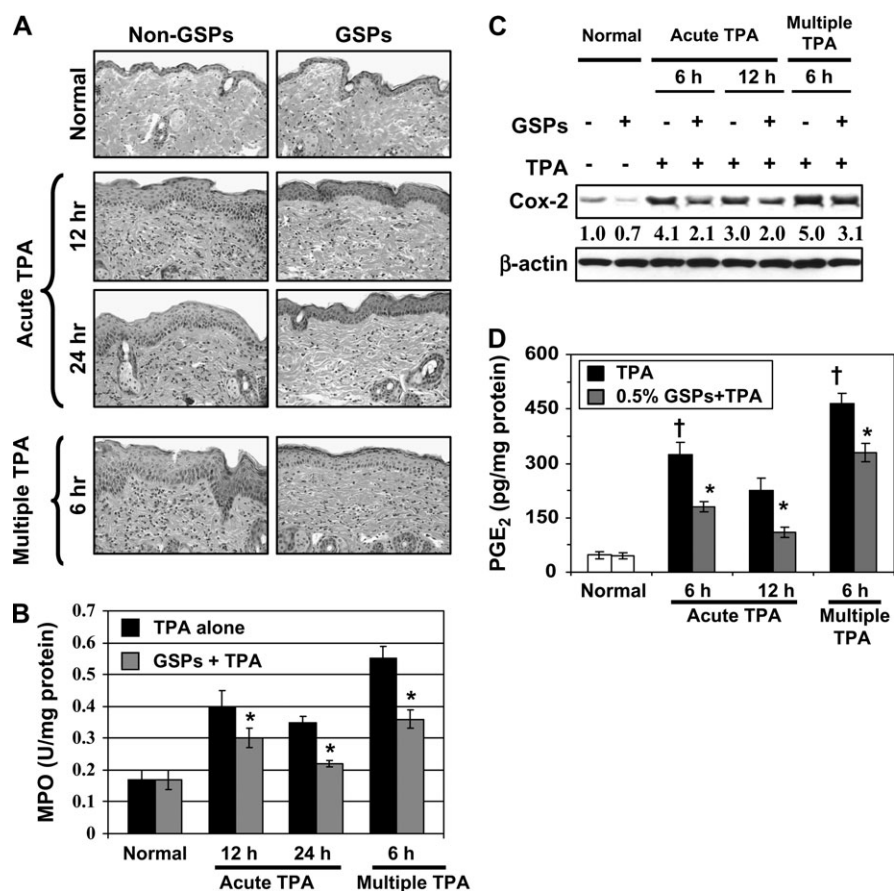 A
Non-GSPs GSPs
Normal
Acute TPA
12 hr
24 hr
Multiple TPA
6 hr
B
MPO (U/mg protein)
0.7
0.6
0.5
0.4
0.3
0.2
0.1
0
TPA alone
GSPs + TPA
*
*
*
Normal 12 h 24 h 6 h
Acute TPA Multiple TPA
C
Normal Acute TPA Multiple TPA
6 h 12 h 6 h
GSPs - + - + - + - +
TPA - - + + + + + +
Cox-2
1.0 0.7 4.1 2.1 3.0 2.0 5.0 3.1
β-actin
D
PGE2 (pg/mg protein)
600
450
300
150
0
TPA
0.5% GSPs+TPA
†
*
*
†
*
Normal 6 h 12 h 6 h
Acute TPA Multiple
TPA